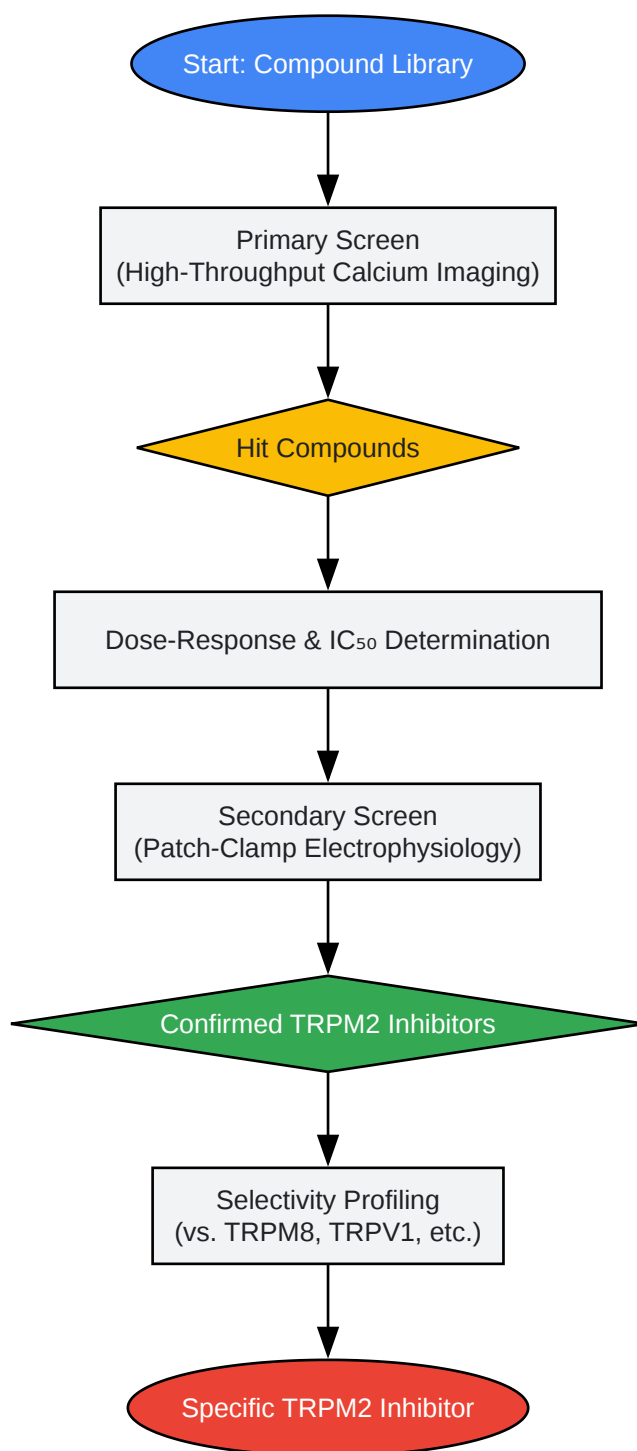 Start: Compound Library
Primary Screen
(High-Throughput Calcium Imaging)
Hit Compounds
Dose-Response & IC₅₀ Determination
Secondary Screen
(Patch-Clamp Electrophysiology)
Confirmed TRPM2 Inhibitors
Selectivity Profiling
(vs. TRPM8, TRPV1, etc.)
Specific TRPM2 Inhibitor